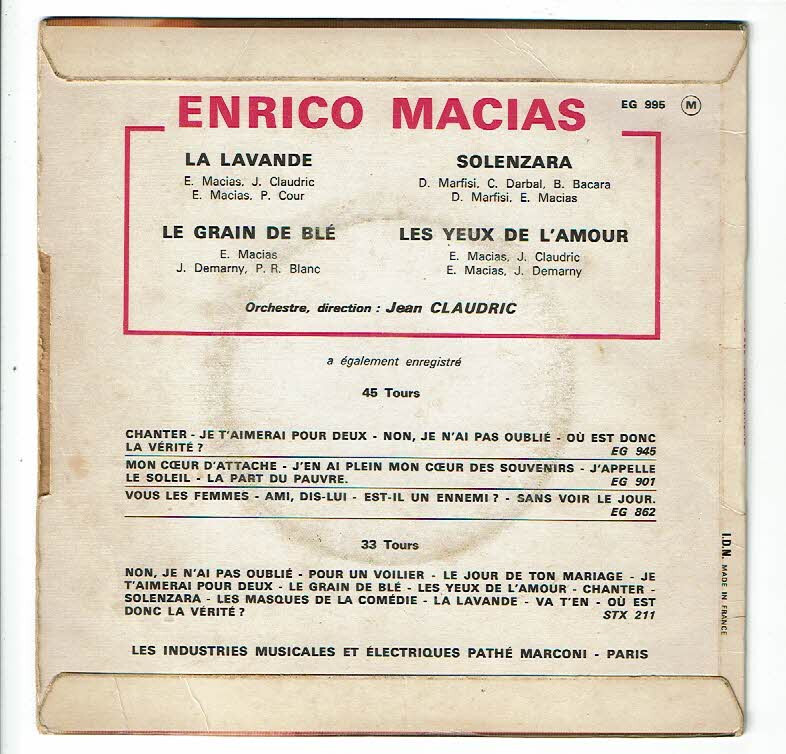 ENRICO MACIAS EG 995 M
LA LAVANDE
E. Macias, J. Claudric
E. Macias, P. Cour
SOLENZARA
D. Marfisi, C. Darbal, B. Bacara
D. Marfisi, E. Macias
LE GRAIN DE BLÉ
E. Macias
J. Demarny, P. R. Blanc
LES YEUX DE L'AMOUR
E. Macias, J. Claudric
E. Macias, J. Demarny
Orchestre, direction : Jean CLAUDRIC
a également enregistré
45 Tours
CHANTER - JE T'AIMERAI POUR DEUX - NON, JE N'AI PAS OUBLIÉ - OÙ EST DONC
LA VÉRITÉ ? EG 945
MON CŒUR D'ATTACHE - J'EN AI PLEIN MON CŒUR DES SOUVENIRS - J'APPELLE
LE SOLEIL - LA PART DU PAUVRE. EG 901
VOUS LES FEMMES - AMI, DIS-LUI - EST-IL UN ENNEMI ? - SANS VOIR LE JOUR.
EG 862
33 Tours
NON, JE N'AI PAS OUBLIÉ - POUR UN VOILIER - LE JOUR DE TON MARIAGE - JE
T'AIMERAI POUR DEUX - LE GRAIN DE BLÉ - LES YEUX DE L'AMOUR - CHANTER -
SOLENZARA - LES MASQUES DE LA COMÉDIE - LA LAVANDE - VA T'EN - OÙ EST
DONC LA VÉRITÉ ? STX 211
LES INDUSTRIES MUSICALES ET ÉLECTRIQUES PATHÉ MARCONI - PARIS
I.D.N. MADE IN FRANCE